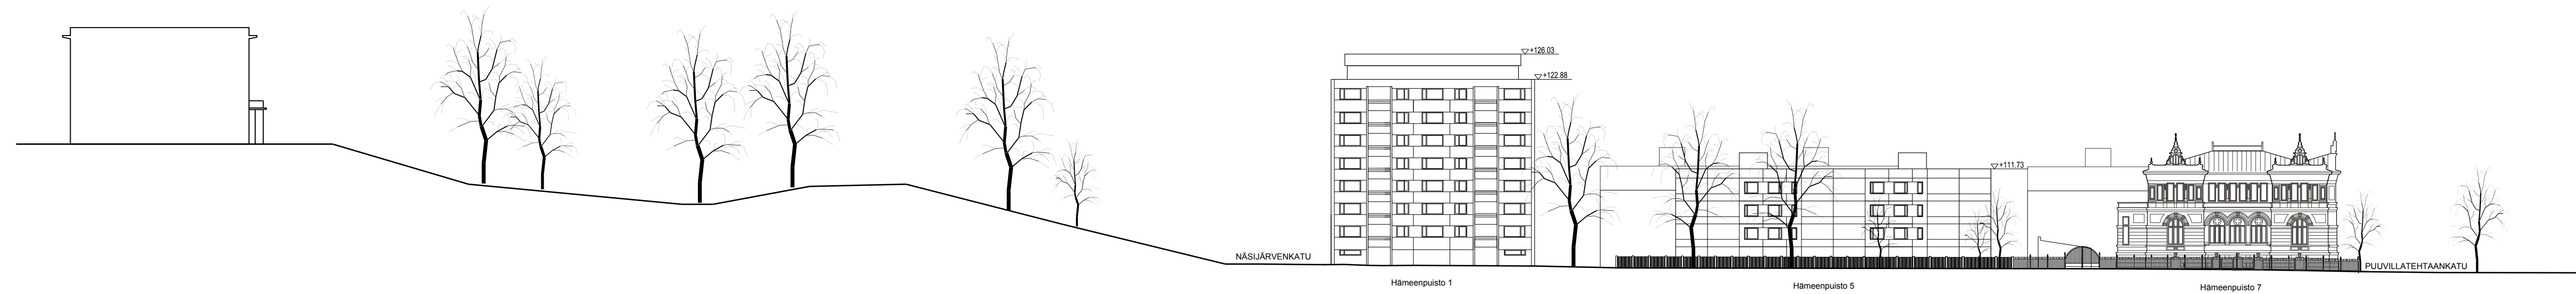 +126.03
+122.88
+111.73
NÄSIJÄRVENKATU
PUUVILLATEHTAANKATU
Hämeenpuisto 1
Hämeenpuisto 5
Hämeenpuisto 7